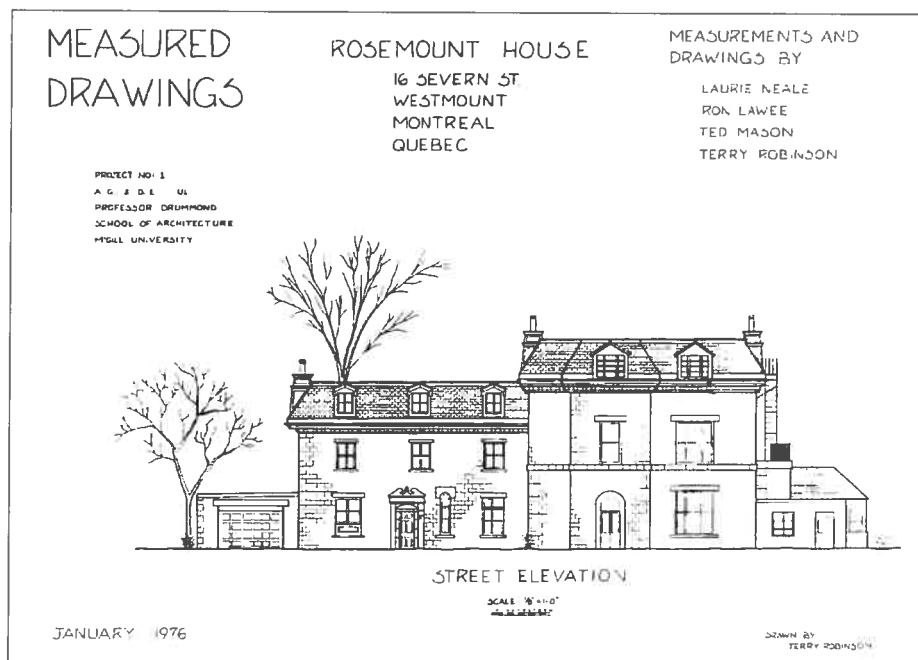 MEASURED
DRAWINGS
ROSEMOUNT HOUSE
16 SEVERN ST.
WESTMOUNT
MONTREAL
QUEBEC
MEASUREMENTS AND
DRAWINGS BY
LAURIE NEALE
RON LAWEE
TED MASON
TERRY ROBINSON
PROJECT NO: 1
PROFESSOR DRUMMOND
SCHOOL OF ARCHITECTURE
McGILL UNIVERSITY
STREET ELEVATION
SCALE
JANUARY 1976
DRAWN BY
TERRY ROBINSON